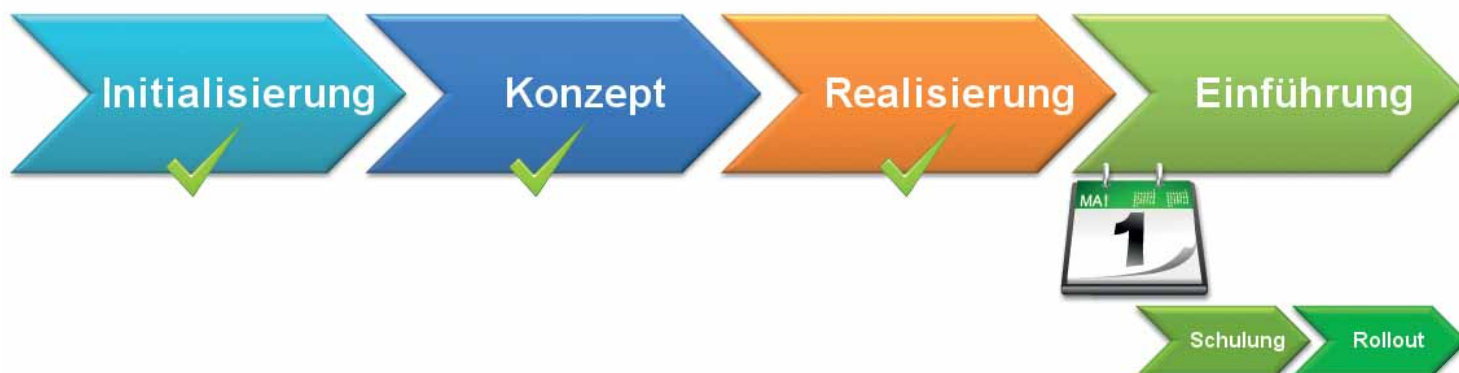 Initialisierung
Konzept
Realisierung
Einführung
MAI
1
Schulung
Rollout